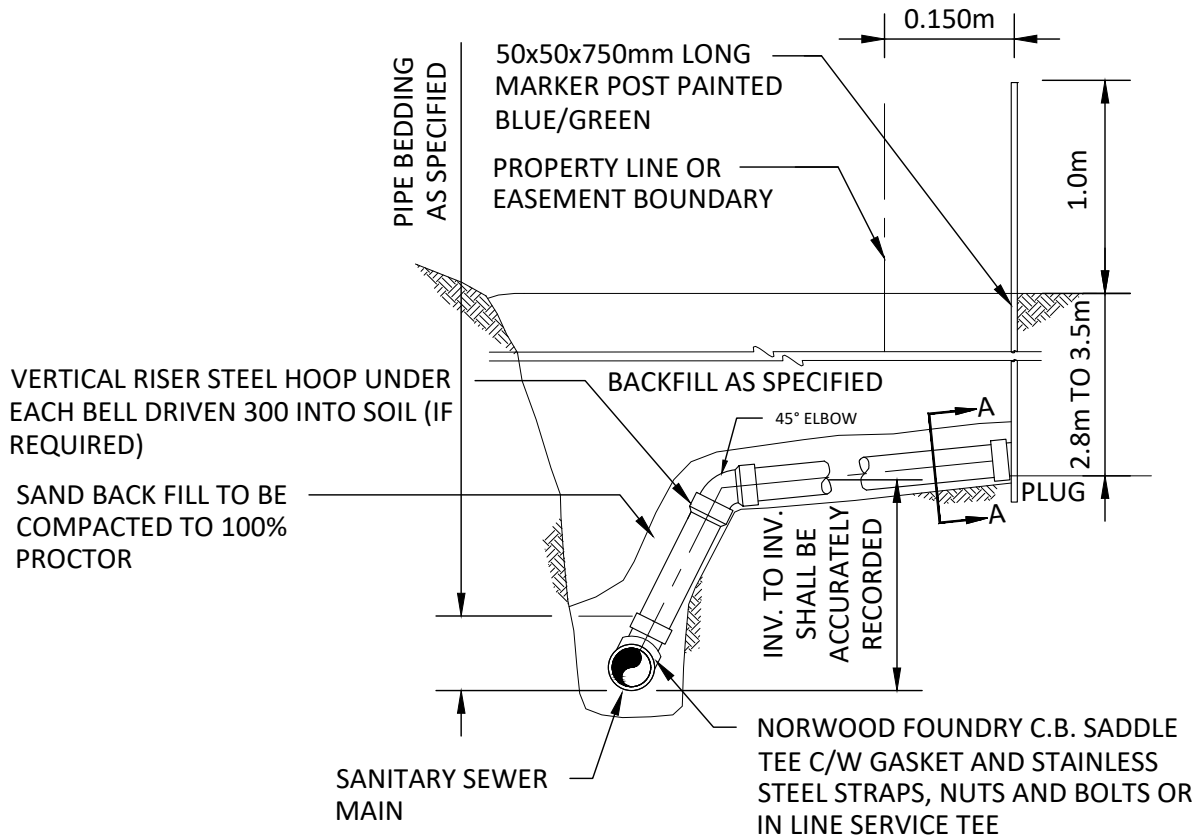 0.150m
50x50x750mm LONG
MARKER POST PAINTED
BLUE/GREEN
PIPE BEDDING
AS SPECIFIED
PROPERTY LINE OR
EASEMENT BOUNDARY
1.0m
2.8m TO 3.5m
VERTICAL RISER STEEL HOOP UNDER
EACH BELL DRIVEN 300 INTO SOIL (IF
REQUIRED)
BACKFILL AS SPECIFIED
45° ELBOW
A
A
PLUG
SAND BACK FILL TO BE
COMPACTED TO 100%
PROCTOR
INV. TO INV.
SHALL BE
ACCURATELY
RECORDED
SANITARY SEWER
MAIN
NORWOOD FOUNDRY C.B. SADDLE
TEE C/W GASKET AND STAINLESS
STEEL STRAPS, NUTS AND BOLTS OR
IN LINE SERVICE TEE